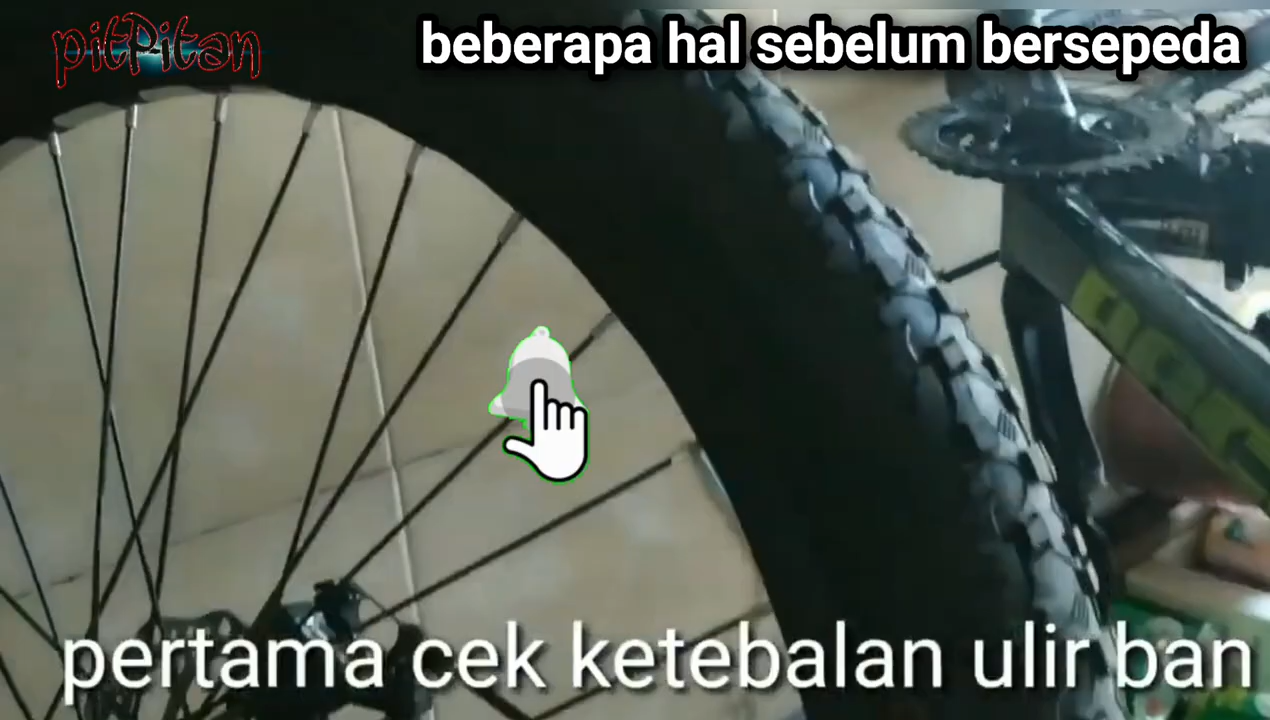 pitPitan
beberapa hal sebelum bersepeda
pertama cek ketebalan ulir ban